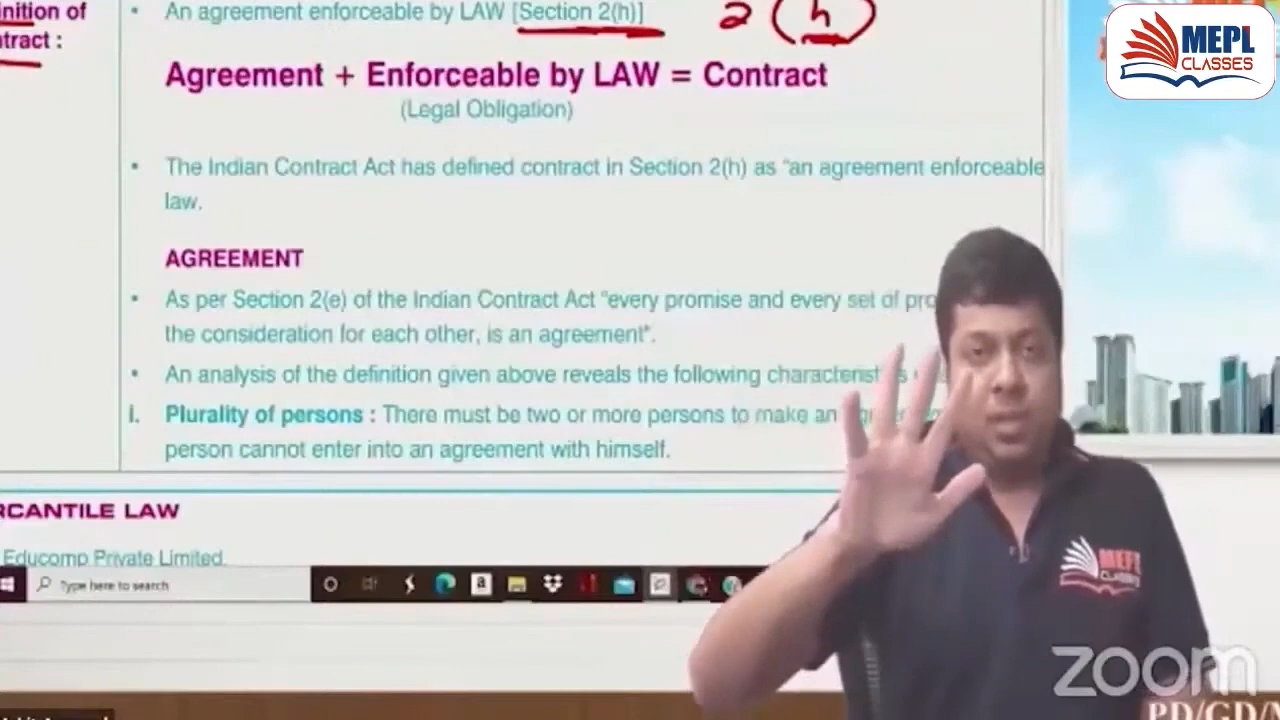 inition of
tract :
• An agreement enforceable by LAW [Section 2(h)]
2 (h)
Agreement + Enforceable by LAW = Contract
(Legal Obligation)
• The Indian Contract Act has defined contract in Section 2(h) as "an agreement enforceable
law.
AGREEMENT
• As per Section 2(e) of the Indian Contract Act "every promise and every set of pro
the consideration for each other, is an agreement".
• An analysis of the definition given above reveals the following
i. Plurality of persons : There must be two or more persons to make an
person cannot enter into an agreement with himself.
RCANTILE LAW
Educomp Private Limited.
Type here to search
MEPL
CLASSES
MEPL
CLASSES
zoom
PD/GD/